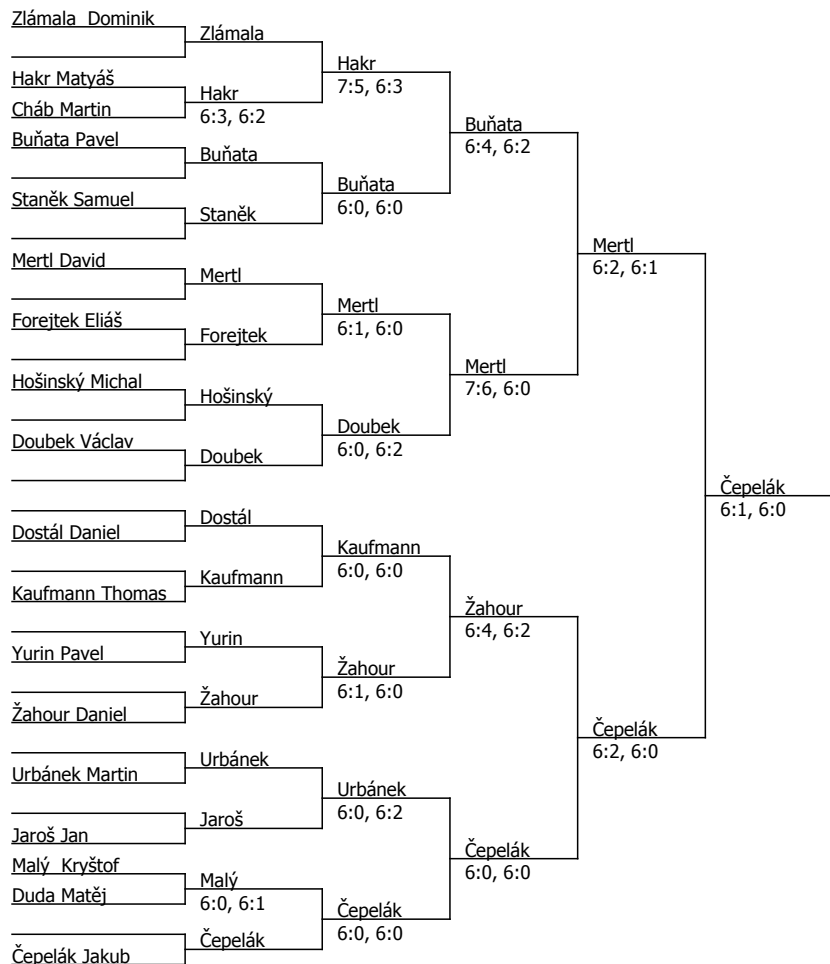 Zlámala  Dominik
Zlámala
Hakr
7:5, 6:3
Hakr Matyáš
Hakr
Cháb Martin
6:3, 6:2
Buňata
6:4, 6:2
Buňata Pavel
Buňata
Buňata
6:0, 6:0
Staněk Samuel
Staněk
Mertl
6:2, 6:1
Mertl David
Mertl
Mertl
6:1, 6:0
Forejtek Eliáš
Forejtek
Mertl
7:6, 6:0
Hošinský Michal
Hošinský
Doubek
6:0, 6:2
Doubek Václav
Doubek
Čepelák
6:1, 6:0
Dostál
Dostál Daniel
Kaufmann
6:0, 6:0
Kaufmann
Kaufmann Thomas
Žahour
6:4, 6:2
Yurin
Yurin Pavel
Žahour
6:1, 6:0
Žahour
Žahour Daniel
Čepelák
6:2, 6:0
Urbánek
Urbánek Martin
Urbánek
6:0, 6:2
Jaroš
Jaroš Jan
Čepelák
6:0, 6:0
Malý  Kryštof
Malý
Duda Matěj
6:0, 6:1
Čepelák
6:0, 6:0
Čepelák
Čepelák Jakub